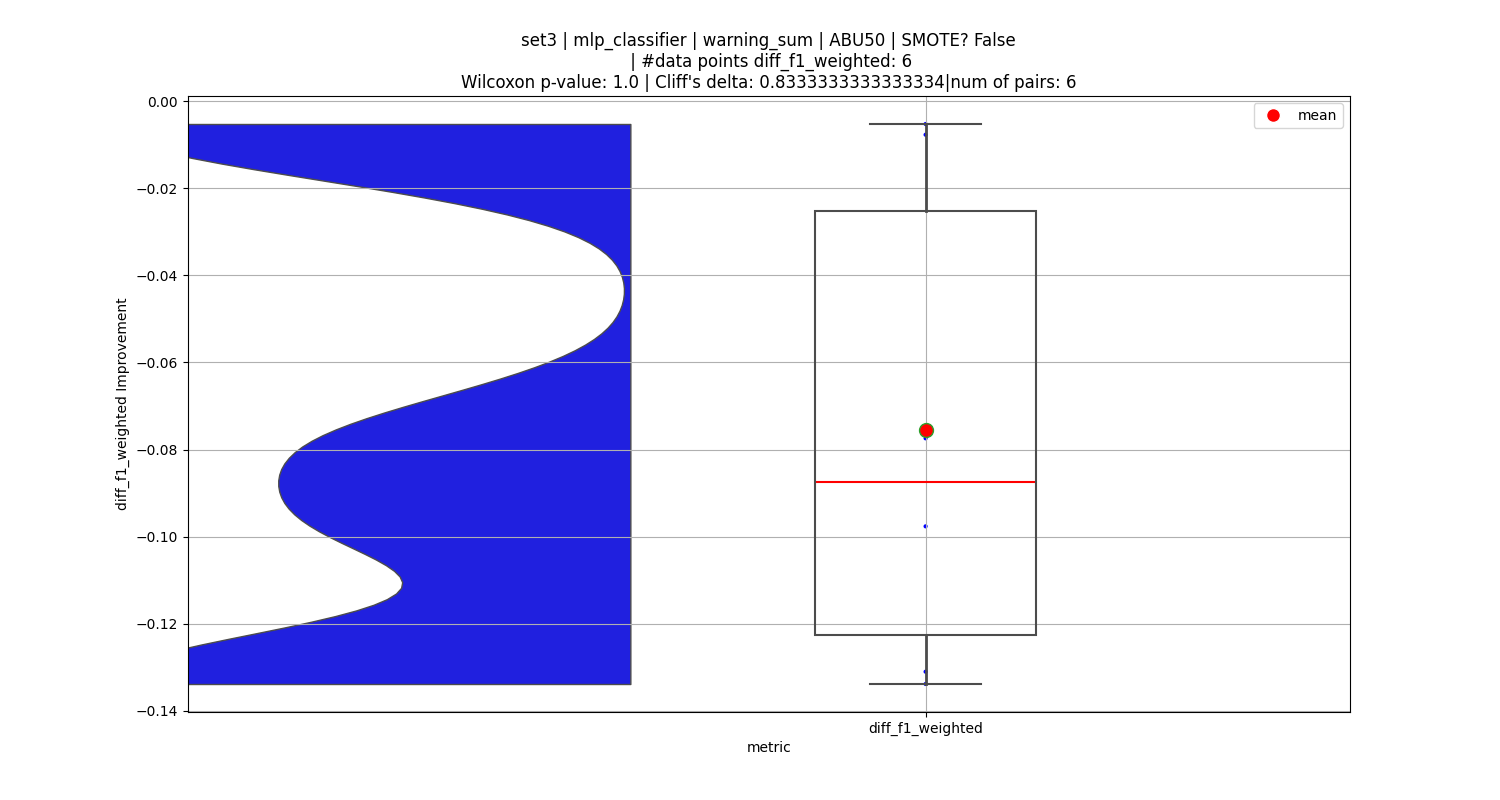 set3 | mlp_classifier | warning_sum | ABU50 | SMOTE? False
| #data points diff_f1_weighted: 6
Wilcoxon p-value: 1.0 | Cliff's delta: 0.8333333333333334|num of pairs: 6
mean
0.00
−0.02
−0.04
−0.06
−0.08
−0.10
−0.12
−0.14
diff_f1_weighted Improvement
diff_f1_weighted
metric